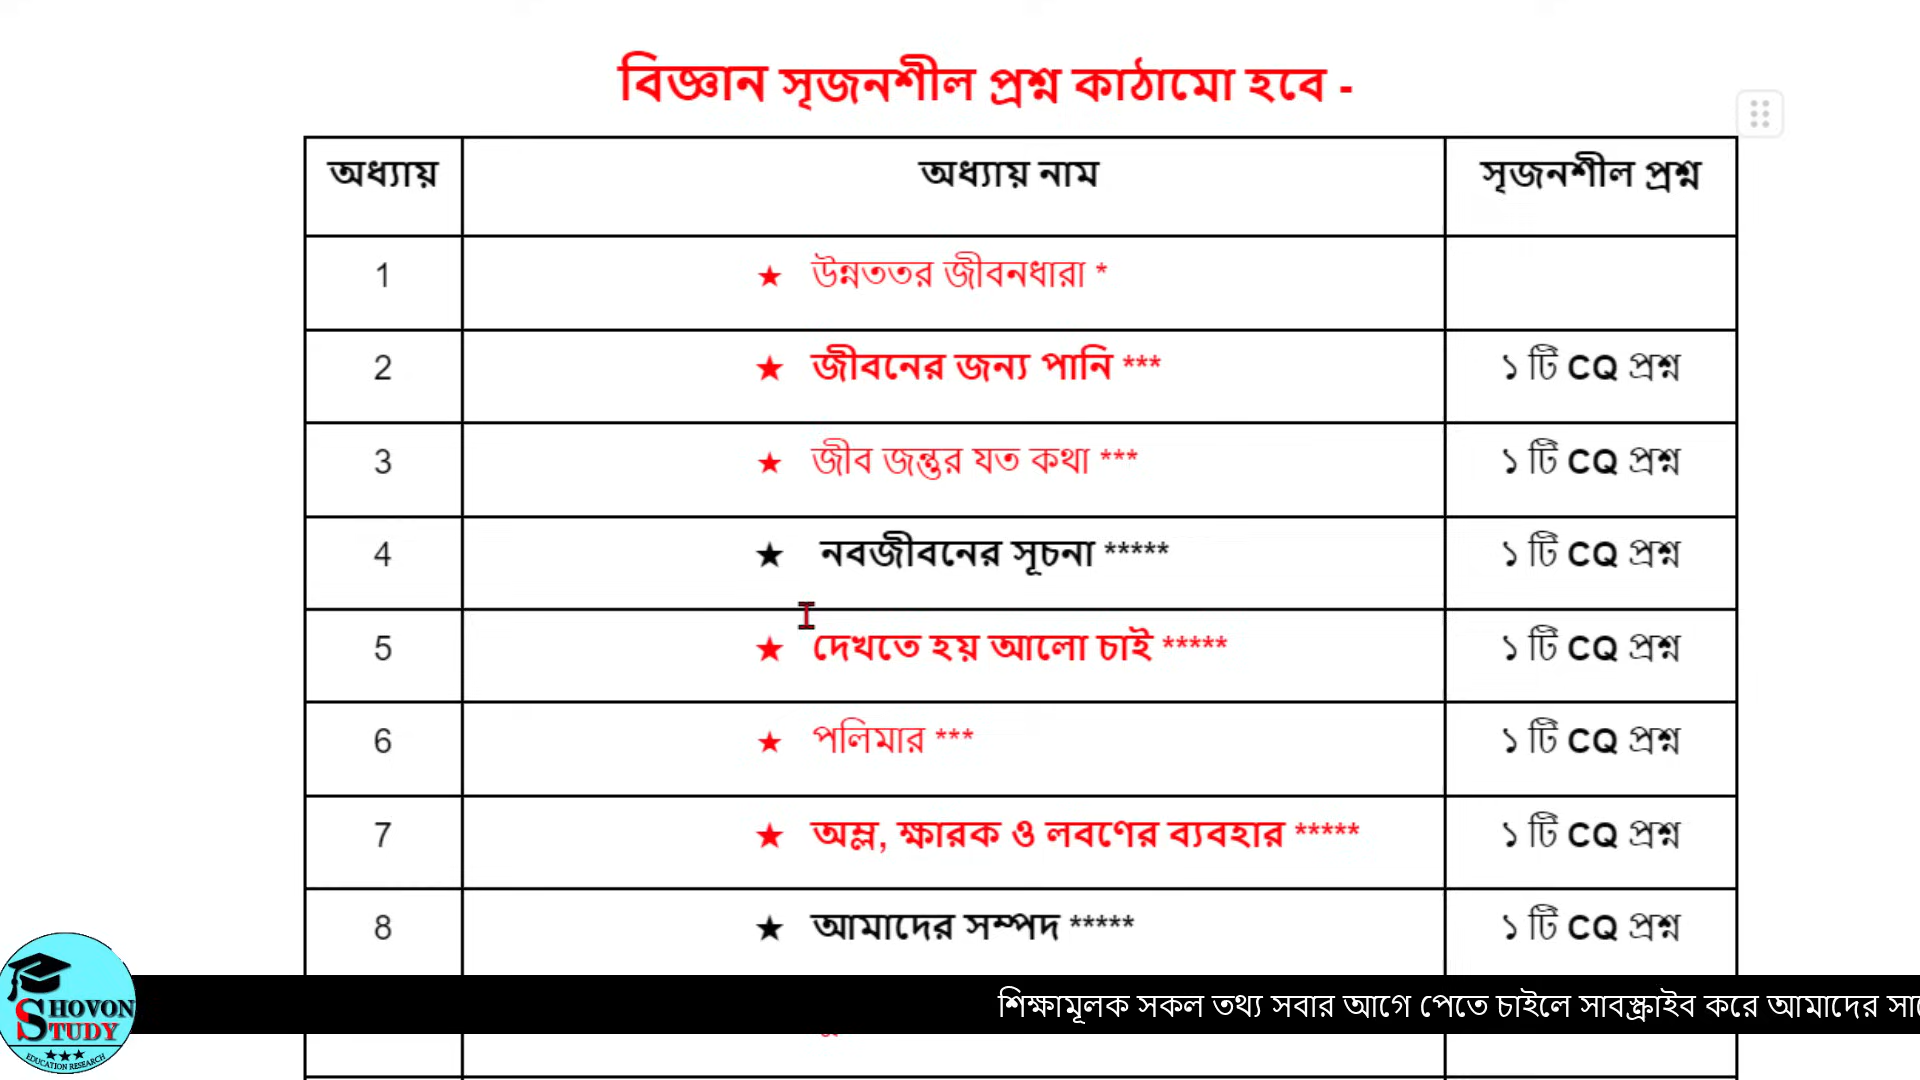 বিজ্ঞান সৃজনশীল প্রশ্ন কাঠামো হবে -
অধ্যায় অধ্যায় নাম সৃজনশীল প্রশ্ন
1 ★ উন্নততর জীবনধারা *
2 ★ জীবনের জন্য পানি *** ১ টি CQ প্রশ্ন
3 ★ জীব জন্তুর যত কথা *** ১ টি CQ প্রশ্ন
4 ★ নবজীবনের সূচনা ***** ১ টি CQ প্রশ্ন
5 ★ দেখতে হয় আলো চাই ***** ১ টি CQ প্রশ্ন
6 ★ পলিমার *** ১ টি CQ প্রশ্ন
7 ★ অম্ল, ক্ষারক ও লবণের ব্যবহার ***** ১ টি CQ প্রশ্ন
8 ★ আমাদের সম্পদ ***** ১ টি CQ প্রশ্ন
শিক্ষামূলক সকল তথ্য সবার আগে পেতে চাইলে সাবস্ক্রাইব করে আমাদের
SHOVON
STUDY
EDUCATION RESEARCH